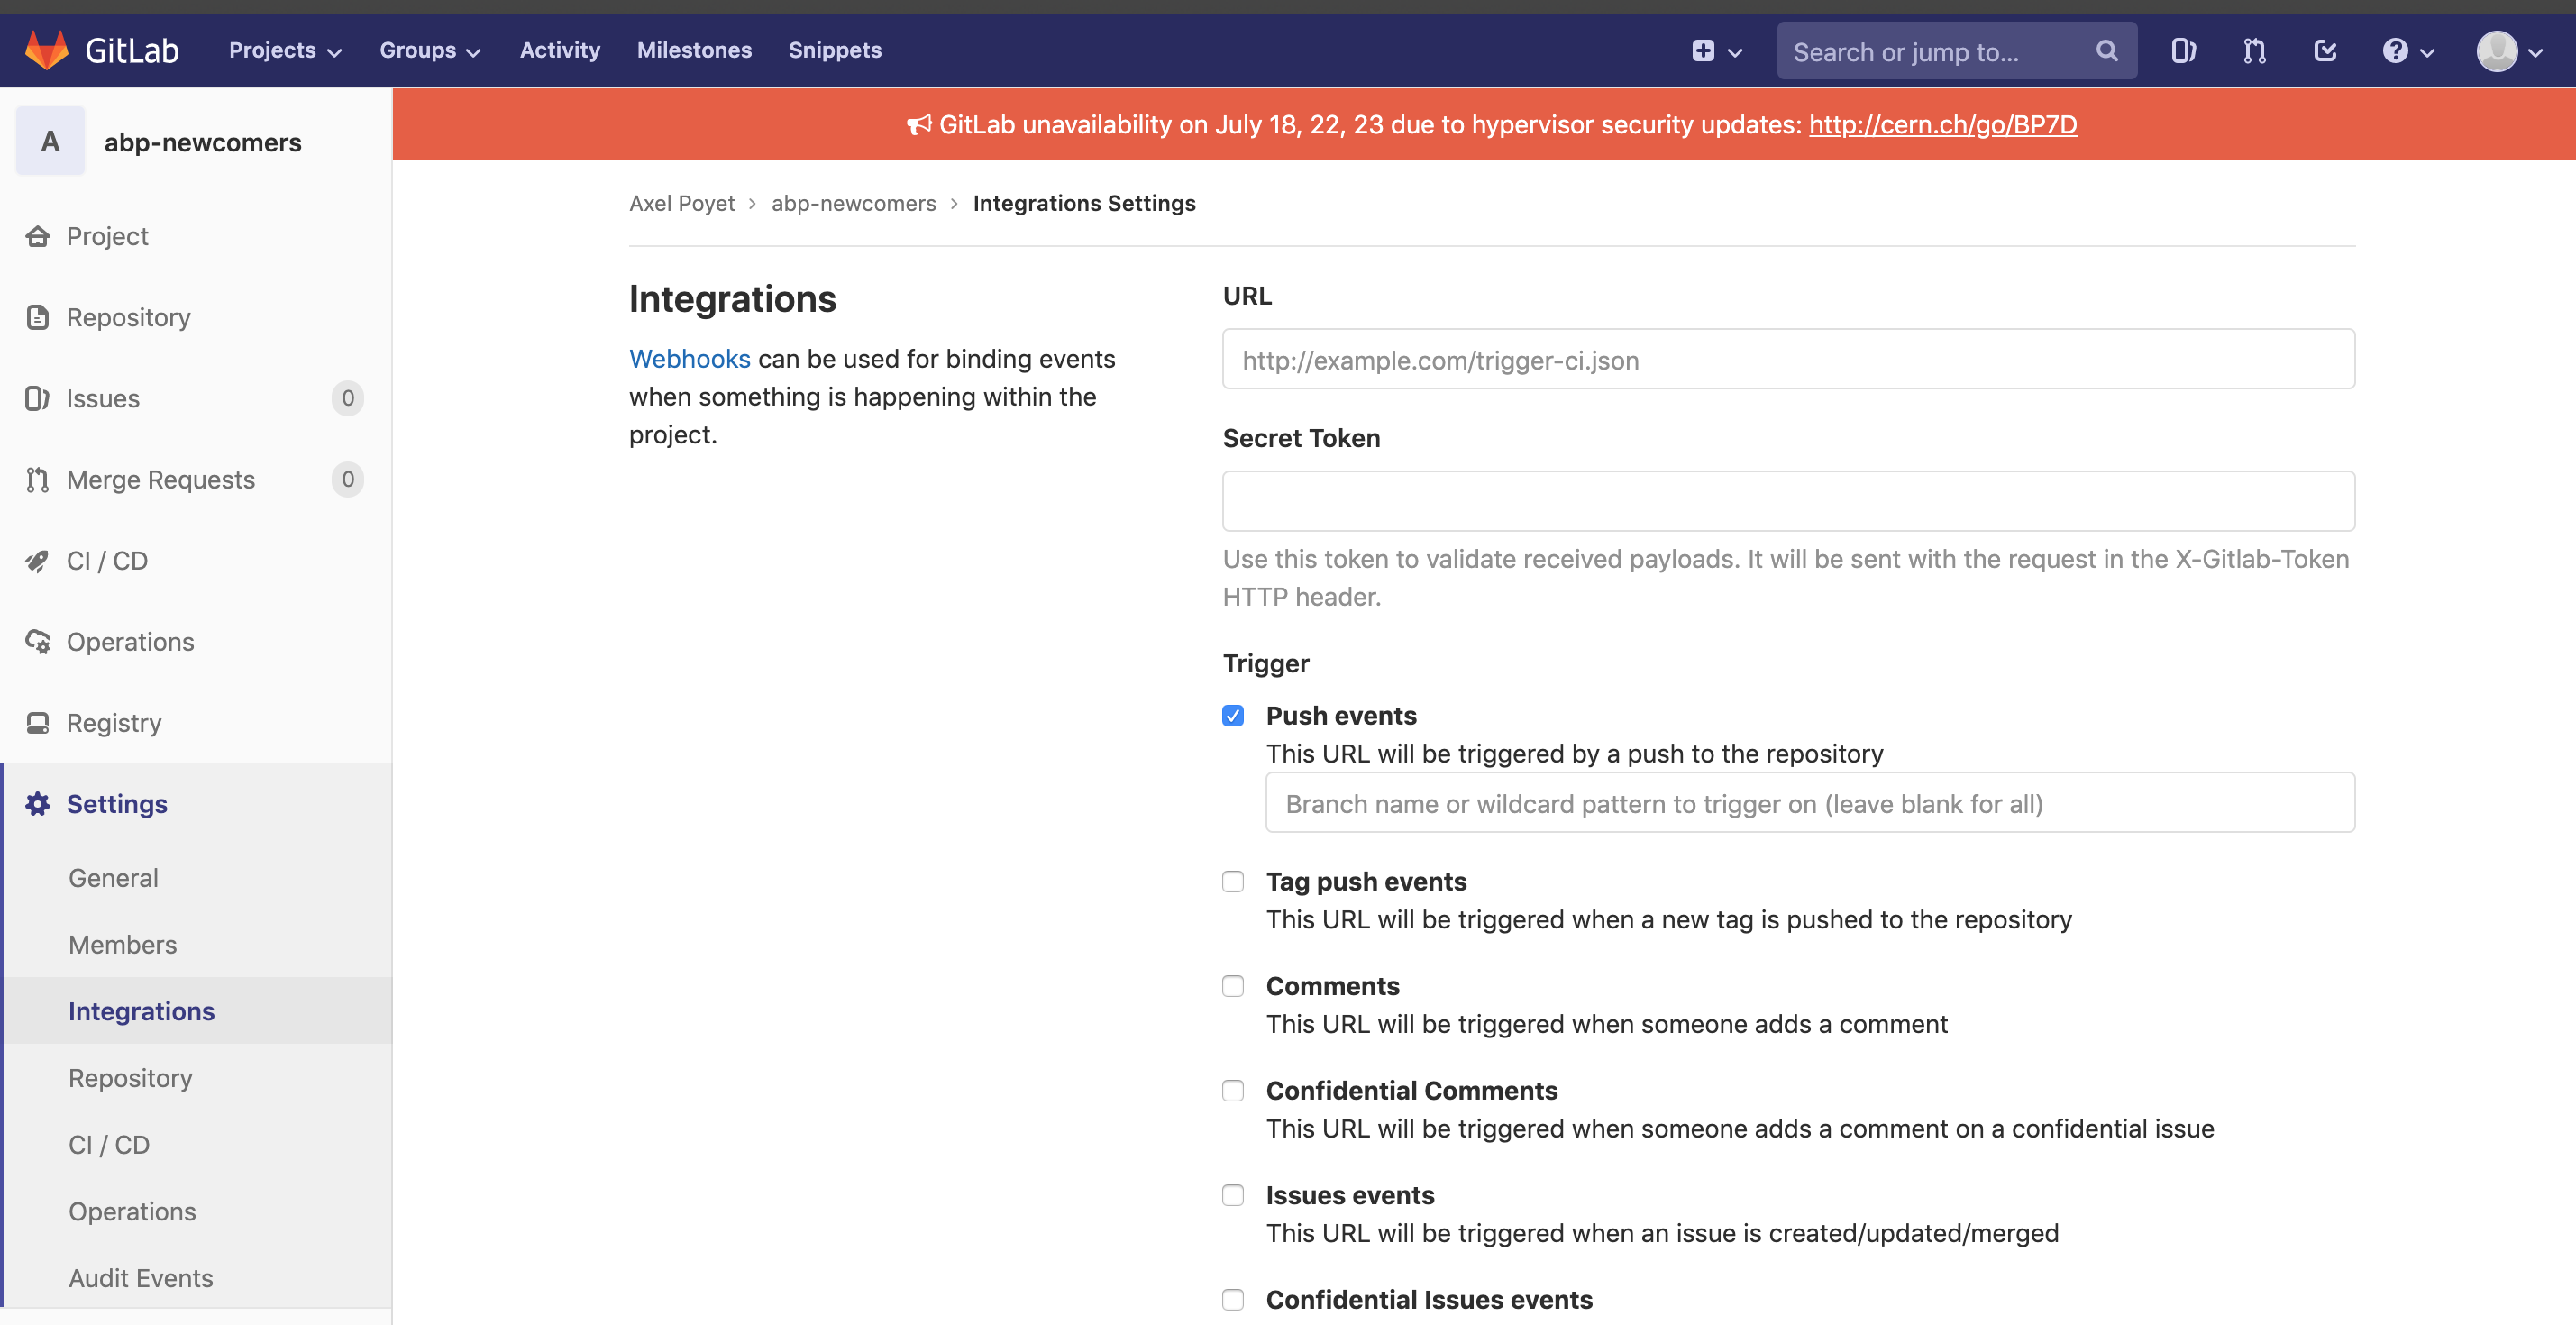 GitLab Projects Groups Activity Milestones Snippets Search or jump to...
A abp-newcomers
Project
Repository
Issues 0
Merge Requests 0
CI / CD
Operations
Registry
Settings
General
Members
Integrations
Repository
CI / CD
Operations
Audit Events
GitLab unavailability on July 18, 22, 23 due to hypervisor security updates: http://cern.ch/go/BP7D
Axel Poyet > abp-newcomers > Integrations Settings
Integrations
Webhooks can be used for binding events
when something is happening within the
project.
URL
http://example.com/trigger-ci.json
Secret Token
Use this token to validate received payloads. It will be sent with the request in the X-Gitlab-Token
HTTP header.
Trigger
Push events
This URL will be triggered by a push to the repository
Branch name or wildcard pattern to trigger on (leave blank for all)
Tag push events
This URL will be triggered when a new tag is pushed to the repository
Comments
This URL will be triggered when someone adds a comment
Confidential Comments
This URL will be triggered when someone adds a comment on a confidential issue
Issues events
This URL will be triggered when an issue is created/updated/merged
Confidential Issues events